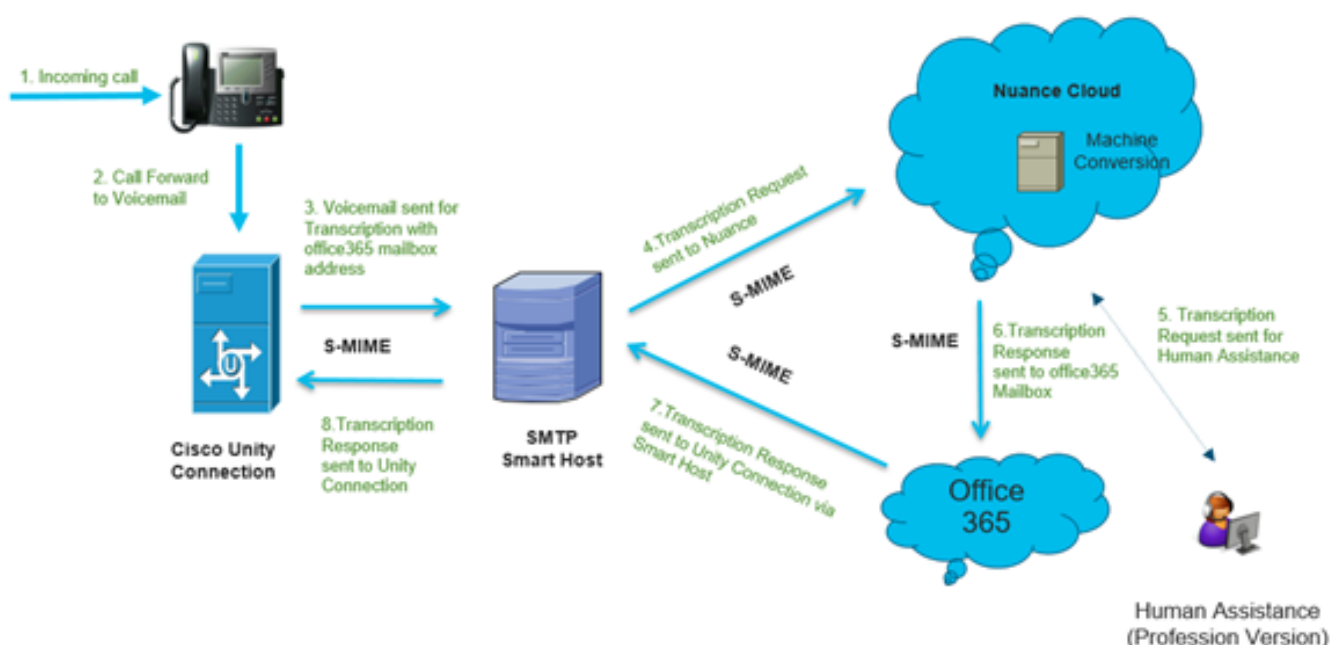 1. Incoming call
2. Call Forward
to Voicemail
3. Voicemail sent for
Transcription with
office365 mailbox
address
S-MIME
Cisco Unity
Connection
8.Transcription
Response
sent to Unity
Connection
SMTP
Smart Host
4.Transcription Request
sent to Nuance
S-MIME
S-MIME
7.Transcription Response
sent to Unity Connection via
Smart Host
Nuance Cloud
Machine
Conversion
S-MIME
6.Transcription
Response
sent to office365
Mailbox
5. Transcription
Request sent for
Human Assistance
Office
365
Human Assistance
(Profession Version)
U